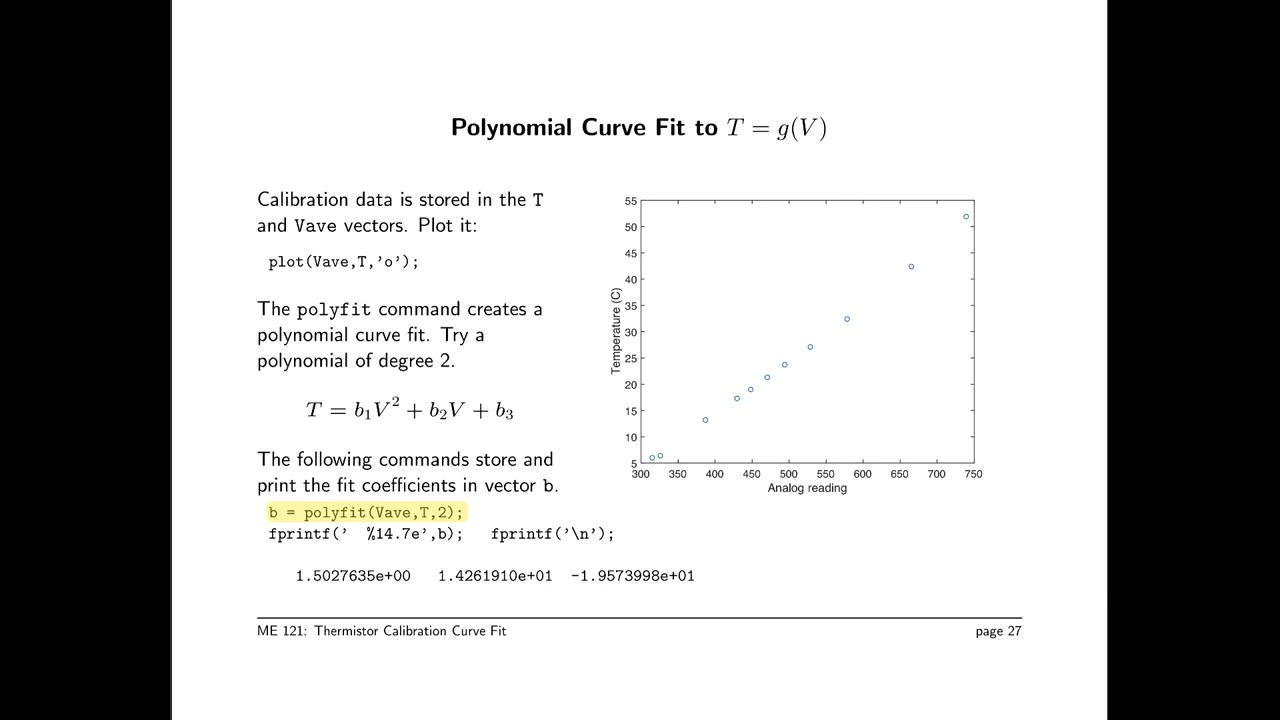 Polynomial Curve Fit to T = g(V)
Calibration data is stored in the T
and Vave vectors. Plot it:
plot(Vave,T,'o');
The polyfit command creates a
polynomial curve fit. Try a
polynomial of degree 2.
T = b₁V² + b₂V + b₃
The following commands store and
print the fit coefficients in vector b.
b = polyfit(Vave,T,2);
fprintf('  %14.7e',b);   fprintf('\n');
1.5027635e+00   1.4261910e+01  -1.9573998e+01
55
50
45
40
35
30
25
20
15
10
5
Temperature (C)
300 350 400 450 500 550 600 650 700 750
Analog reading
ME 121: Thermistor Calibration Curve Fit
page 27